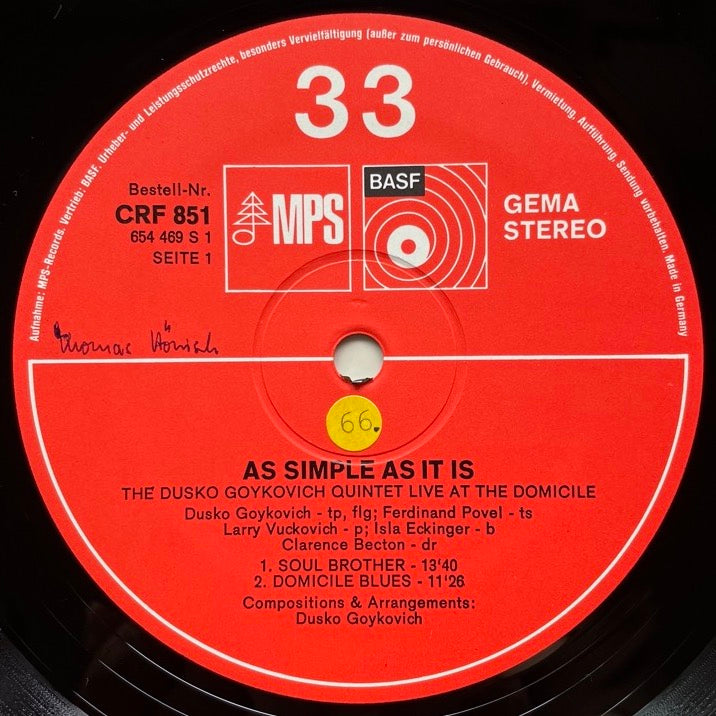 Aufnahme: MPS-Records. Vertrieb: BASF. Urheber- und Leistungsschutzrechte, besonders Vervielfältigung (außer zum persönlichen Gebrauch), Vermietung, Aufführung, Sendung vorbehalten. Made in Germany
33
Bestell-Nr.
CRF 851
654 469 S 1
SEITE 1
MPS
BASF
GEMA
STEREO
Thomas
66.
AS SIMPLE AS IT IS
THE DUSKO GOYKOVICH QUINTET LIVE AT THE DOMICILE
Dusko Goykovich - tp, flg; Ferdinand Povel - ts
Larry Vuckovich - p; Isla Eckinger - b
Clarence Becton - dr
1. SOUL BROTHER - 13'40
2. DOMICILE BLUES - 11'26
Compositions & Arrangements:
Dusko Goykovich